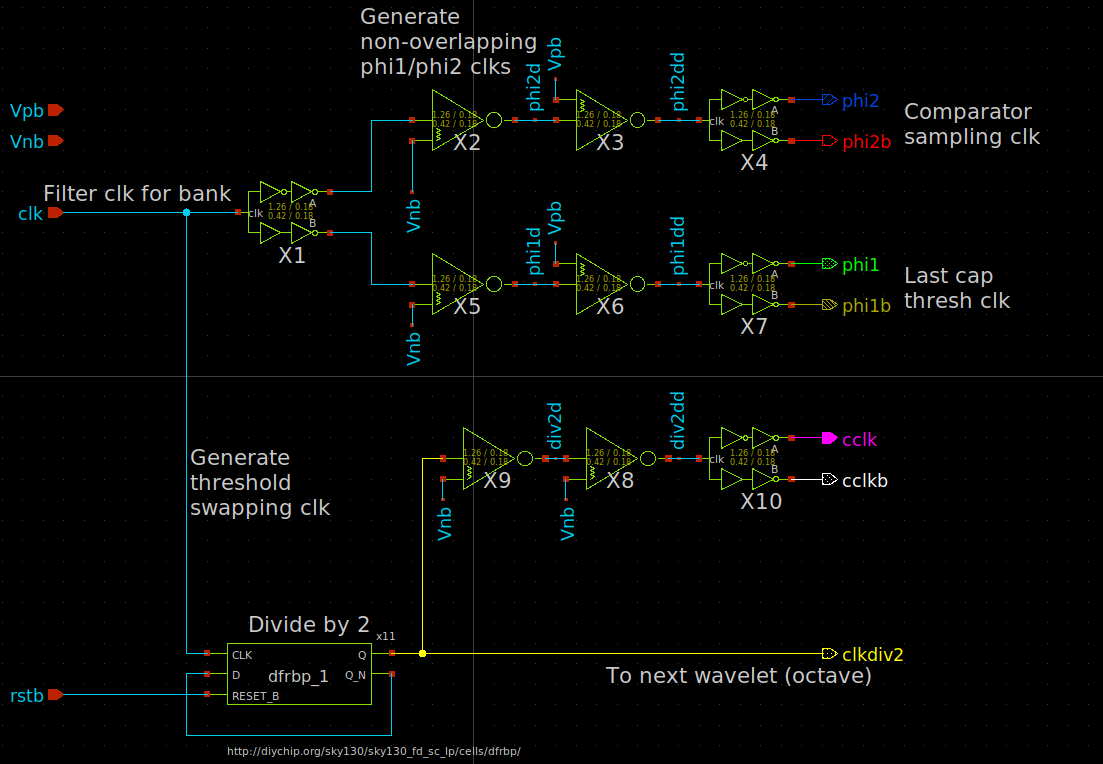 Generate
non-overlapping
phi1/phi2 clks
Vpb
Vnb
Filter clk for bank
clk
clk
1.26 / 0.18
0.42 / 0.18
A
B
X1
1.26 / 0.18
0.42 / 0.18
X2
Vnb
phi2d
Vpb
1.26 / 0.18
0.42 / 0.18
X3
phi2dd
clk
1.26 / 0.18
0.42 / 0.18
A
B
X4
phi2
phi2b
Comparator
sampling clk
1.26 / 0.18
0.42 / 0.18
X5
Vnb
phi1d
Vpb
1.26 / 0.18
0.42 / 0.18
X6
phi1dd
clk
1.26 / 0.18
0.42 / 0.18
A
B
X7
phi1
phi1b
Last cap
thresh clk
Generate
threshold
swapping clk
1.26 / 0.18
0.42 / 0.18
X9
Vnb
div2d
1.26 / 0.18
0.42 / 0.18
X8
Vnb
div2dd
clk
1.26 / 0.18
0.42 / 0.18
A
B
X10
cclk
cclkb
Divide by 2
x11
CLK
Q
D
dfrbp_1
Q_N
RESET_B
rstb
clkdiv2
To next wavelet (octave)
http://diychip.org/sky130/sky130_fd_sc_lp/cells/dfrbp/